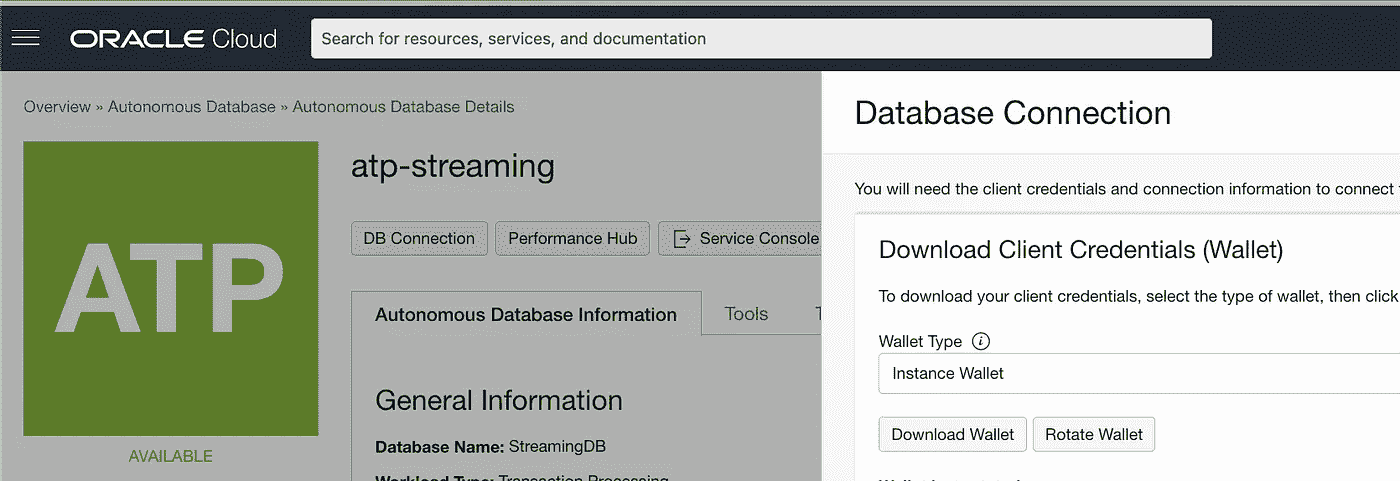 ORACLE Cloud
Search for resources, services, and documentation
Overview » Autonomous Database » Autonomous Database Details
ATP
AVAILABLE
atp-streaming
DB Connection
Performance Hub
Service Console
Autonomous Database Information
Tools
General Information
Database Name: StreamingDB
Workload Type: Transaction Processing
Database Connection
You will need the client credentials and connection information to connect
Download Client Credentials (Wallet)
To download your client credentials, select the type of wallet, then click
Wallet Type
Instance Wallet
Download Wallet
Rotate Wallet